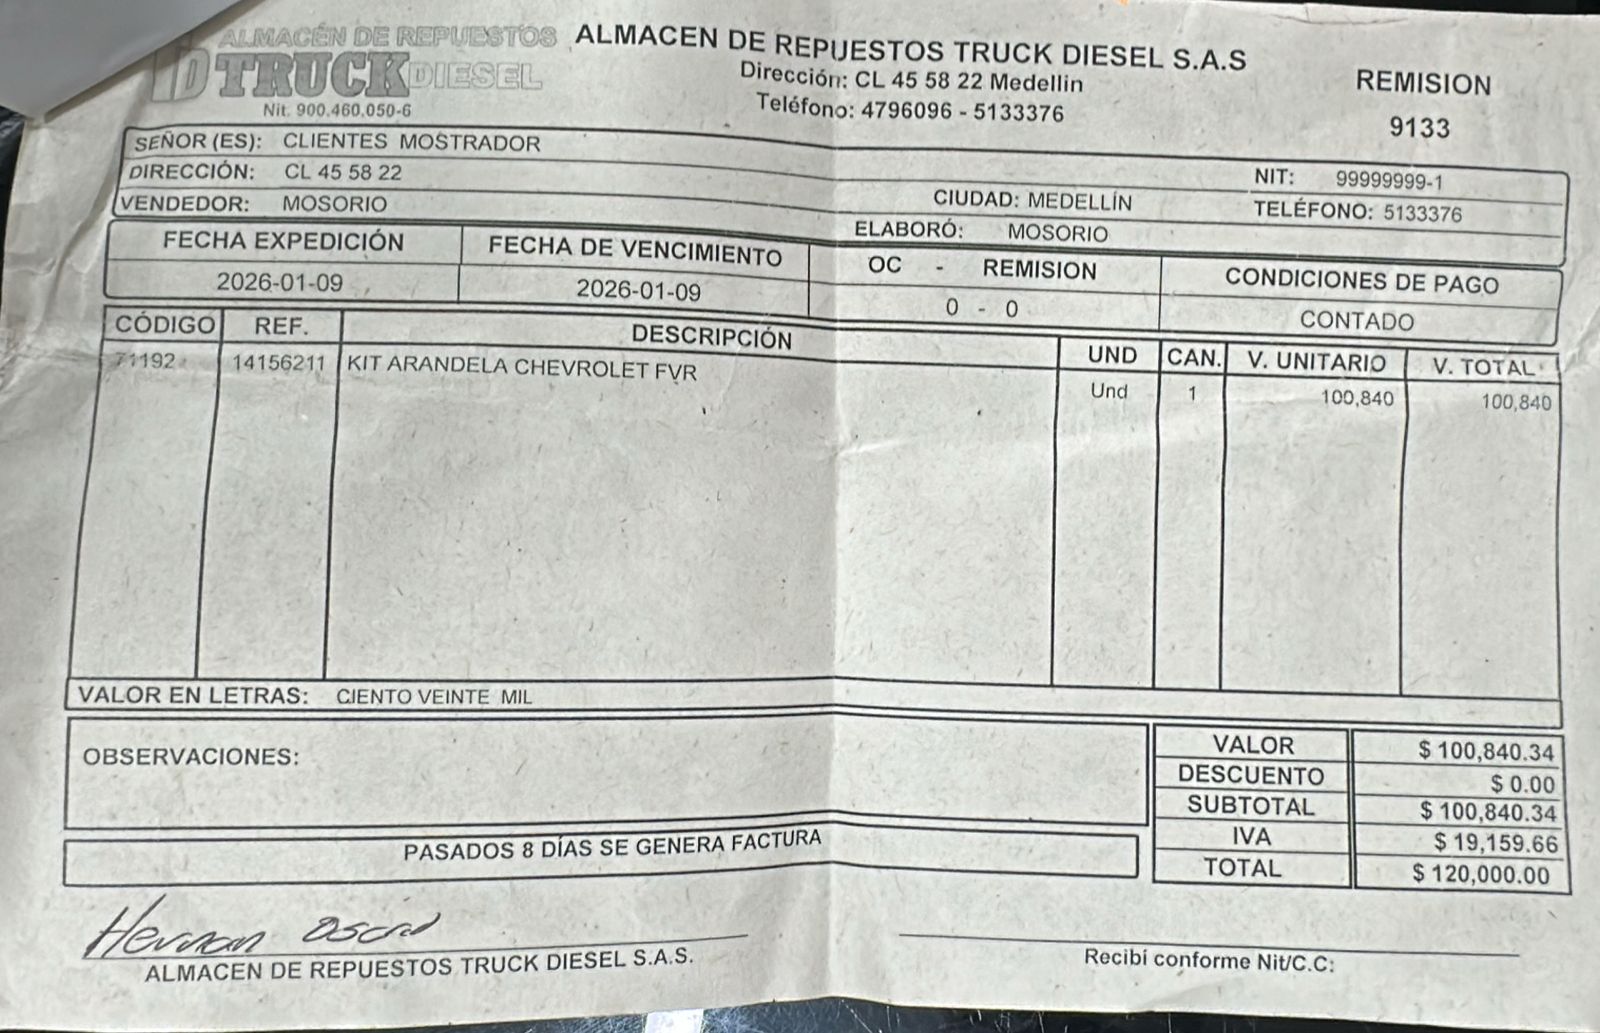 ALMACÉN DE REPUESTOS
TD TRUCK DIESEL
Nit. 900.460.050-6
ALMACEN DE REPUESTOS TRUCK DIESEL S.A.S
Dirección: CL 45 58 22 Medellin
Teléfono: 4796096 - 5133376
REMISION
9133
SEÑOR (ES): CLIENTES MOSTRADOR
DIRECCIÓN: CL 45 58 22
VENDEDOR: MOSORIO
CIUDAD: MEDELLÍN
ELABORÓ: MOSORIO
NIT: 99999999-1
TELÉFONO: 5133376
FECHA EXPEDICIÓN FECHA DE VENCIMIENTO OC - REMISION CONDICIONES DE PAGO
2026-01-09 2026-01-09 0 - 0 CONTADO
CÓDIGO REF. DESCRIPCIÓN UND CAN. V. UNITARIO V. TOTAL
71192 14156211 KIT ARANDELA CHEVROLET FVR Und 1 100,840 100,840
VALOR EN LETRAS: CIENTO VEINTE MIL
OBSERVACIONES:
VALOR $ 100,840.34
DESCUENTO $ 0.00
SUBTOTAL $ 100,840.34
IVA $ 19,159.66
TOTAL $ 120,000.00
PASADOS 8 DÍAS SE GENERA FACTURA
Hernan
ALMACEN DE REPUESTOS TRUCK DIESEL S.A.S.
Recibí conforme Nit/C.C: